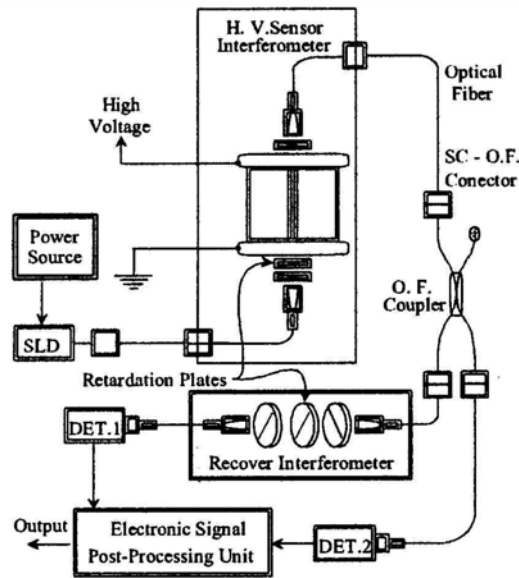 H. V.Sensor
Interferometer
Optical
Fiber
High
Voltage
SC - O.F.
Conector
Power
Source
O. F.
Coupler
SLD
Retardation Plates
DET.1
Recover Interferometer
Output
Electronic Signal
Post-Processing Unit
DET.2